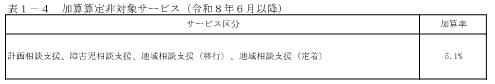 表１－４　加算算定非対象サービス（令和８年６月以降）
サービス区分　加算率
計画相談支援、障害児相談支援、地域相談支援（移行）、地域相談支援（定着）　5.1%